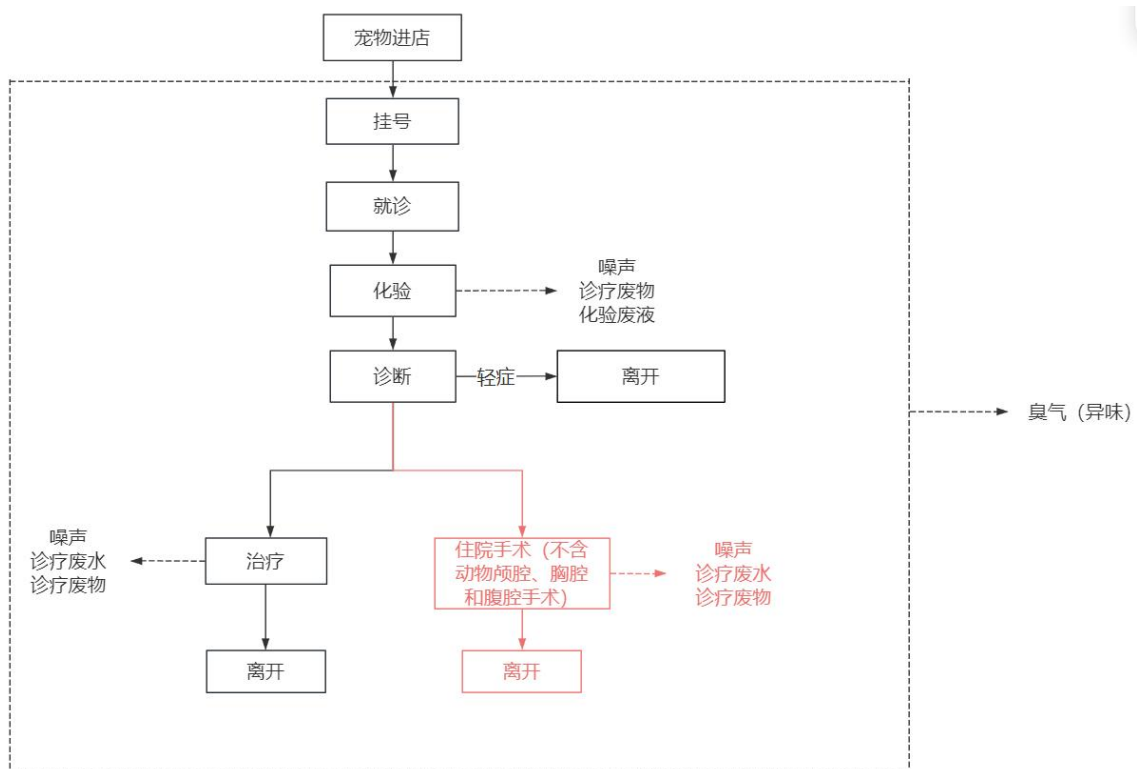 宠物进店
挂号
就诊
化验
噪声
诊疗废物
化验废液
诊断
轻症
离开
臭气（异味）
噪声
诊疗废水
诊疗废物
治疗
住院手术（不含
动物颅腔、胸腔
和腹腔手术）
噪声
诊疗废水
诊疗废物
离开
离开